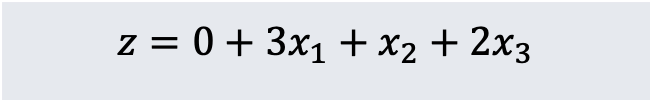 z = 0 + 3x₁ + x₂ + 2x₃